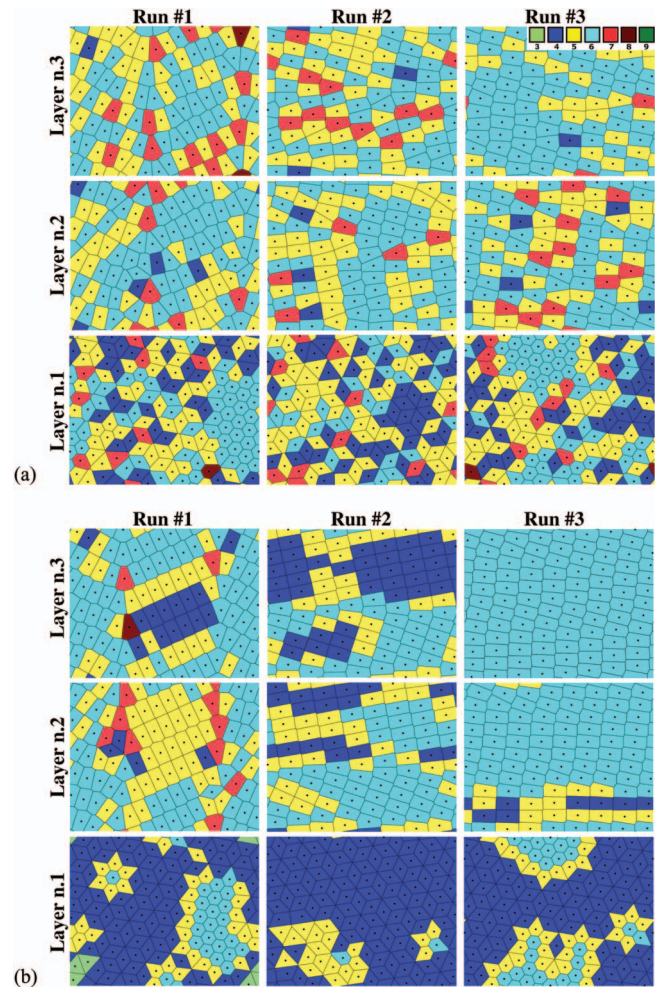 Run #1 Run #2 Run #3
3 4 5 6 7 8 9
Layer n.3
Layer n.2
Layer n.1
(a)
Run #1 Run #2 Run #3
Layer n.3
Layer n.2
Layer n.1
(b)